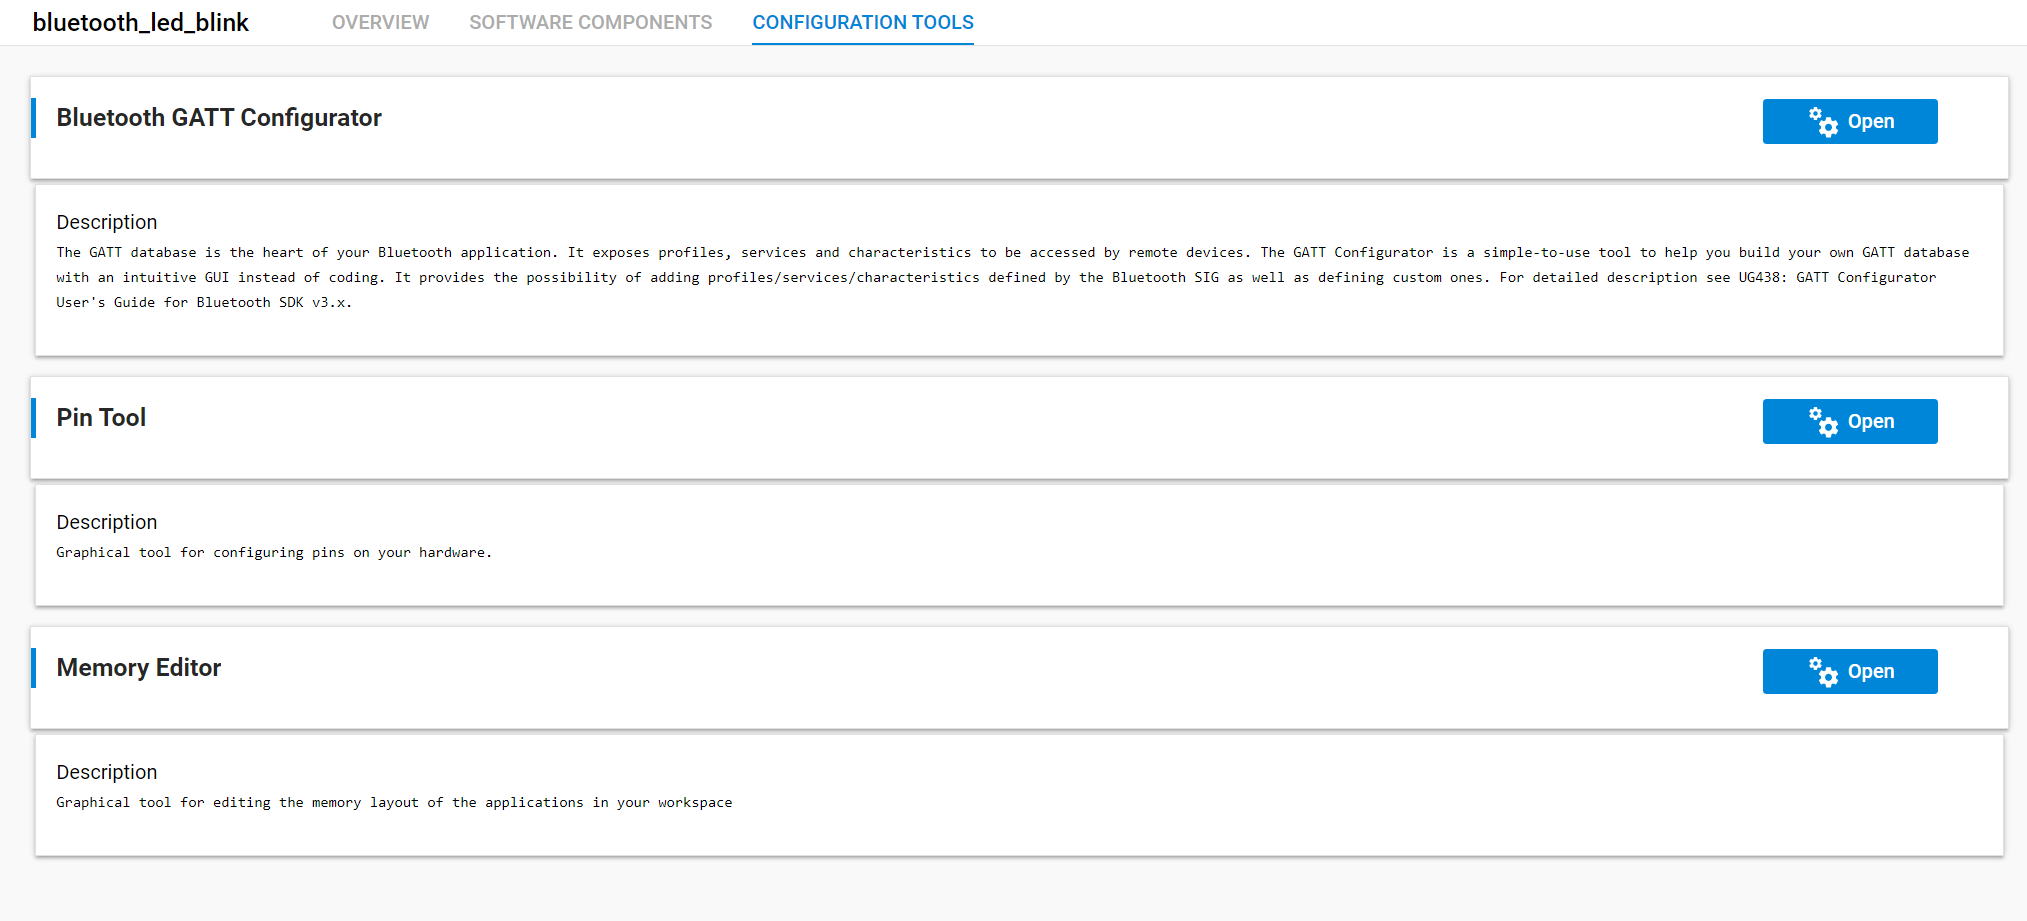 bluetooth_led_blink OVERVIEW SOFTWARE COMPONENTS CONFIGURATION TOOLS
Bluetooth GATT Configurator
Open
Description
The GATT database is the heart of your Bluetooth application. It exposes profiles, services and characteristics to be accessed by remote devices. The GATT Configurator is a simple-to-use tool to help you build your own GATT database
with an intuitive GUI instead of coding. It provides the possibility of adding profiles/services/characteristics defined by the Bluetooth SIG as well as defining custom ones. For detailed description see UG438: GATT Configurator
User's Guide for Bluetooth SDK v3.x.
Pin Tool
Open
Description
Graphical tool for configuring pins on your hardware.
Memory Editor
Open
Description
Graphical tool for editing the memory layout of the applications in your workspace